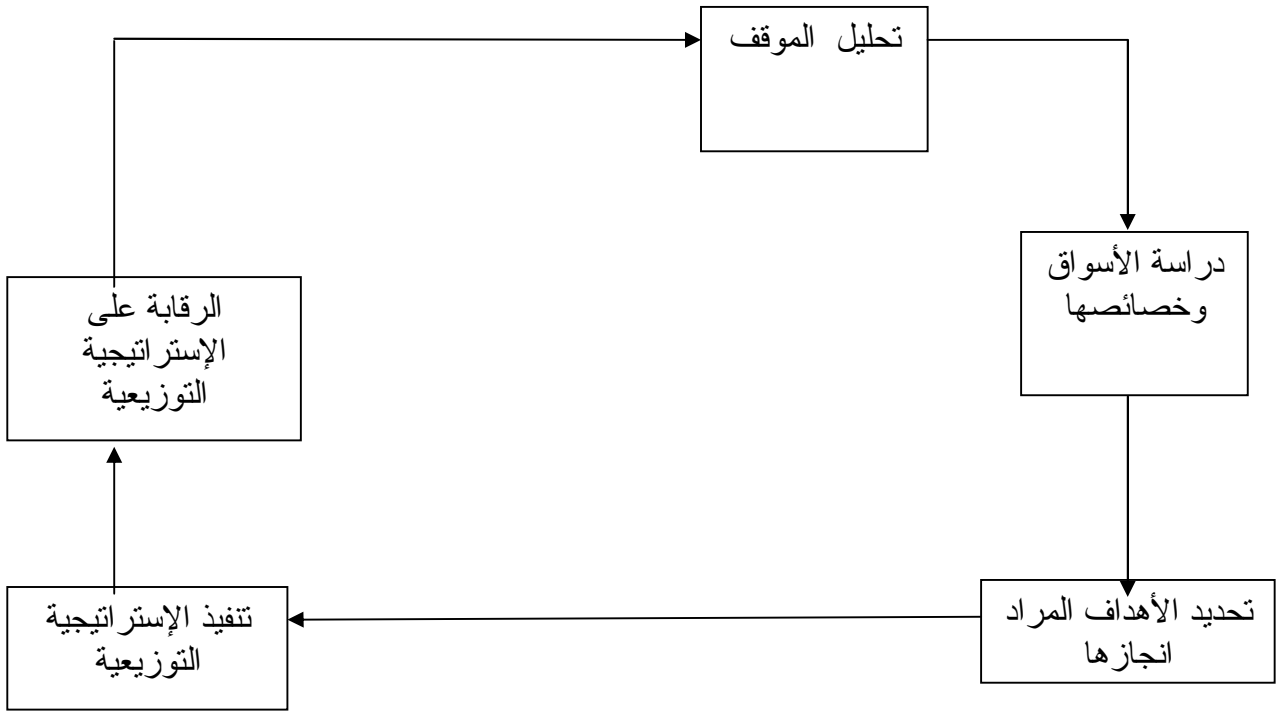 تحليل الموقف
دراسة الأسواق
وخصائصها
تحديد الأهداف المراد
انجازها
تنفيذ الإستراتيجية
التوزيعية
الرقابة على
الإستراتيجية
التوزيعية